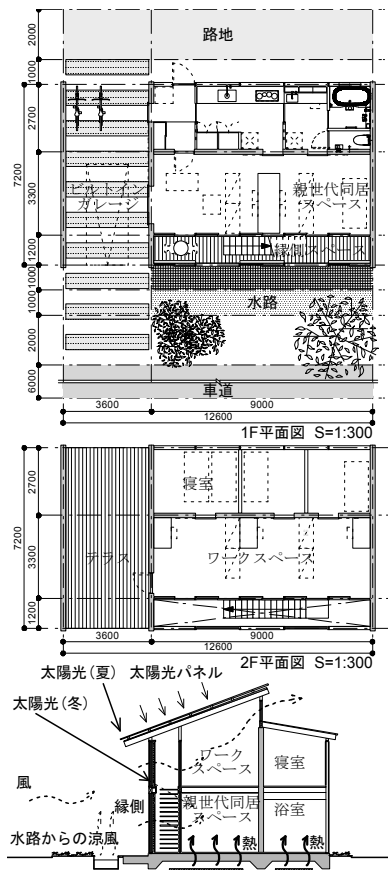 路地
2000
1000
2700
7200
3300
1200
1000
1000
2000
6000
ビルトイン
ガレージ
親世代同居
スペース
縁側スペース
水路
車道
3600
9000
12600
1F平面図 S=1:300
2700
7200
3300
1200
寝室
テラス
ワークスペース
3600
9000
12600
2F平面図 S=1:300
太陽光(夏)
太陽光パネル
太陽光(冬)
ワーク
スペース
寝室
風
縁側
親世代同居
スペース
浴室
水路からの涼風
熱
熱